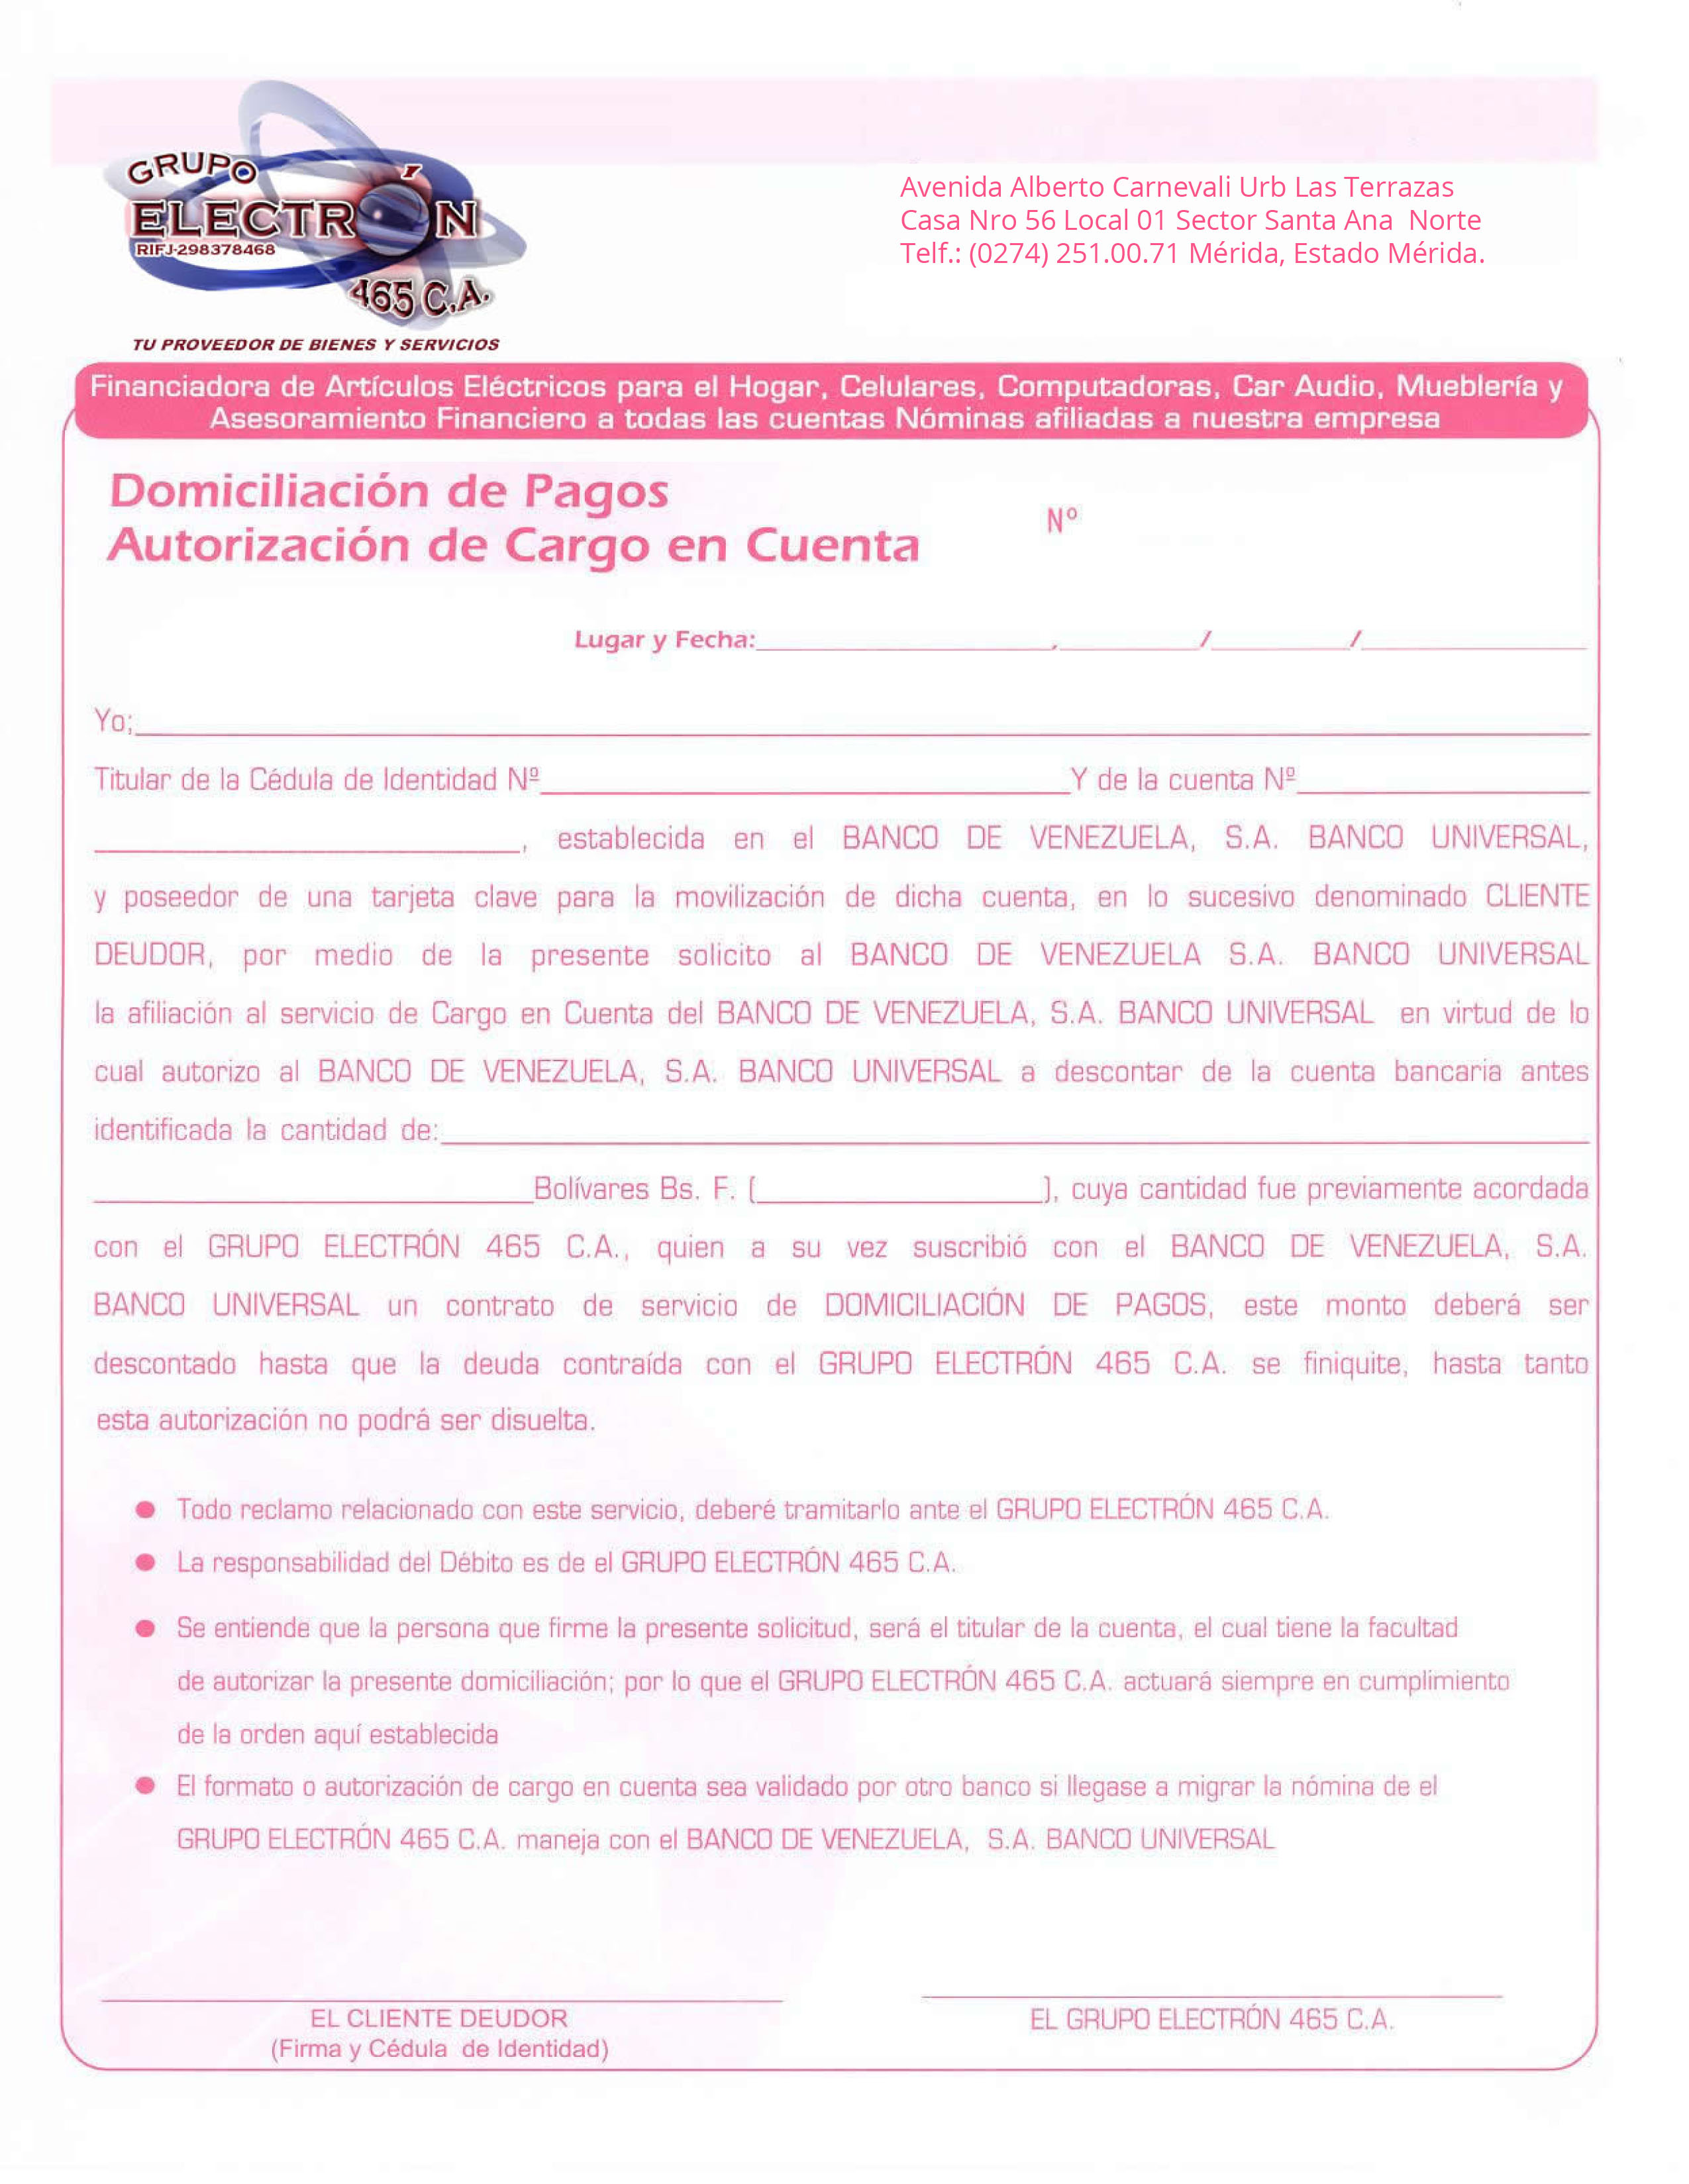 GRUPO
ELECTRÓN
RIFJ-298378468
465 C.A.
TU PROVEEDOR DE BIENES Y SERVICIOS
Avenida Alberto Carnevali Urb Las Terrazas
Casa Nro 56 Local 01 Sector Santa Ana Norte
Telf.: (0274) 251.00.71 Mérida, Estado Mérida.
Financiadora de Artículos Eléctricos para el Hogar, Celulares, Computadoras, Car Audio, Mueblería y
Asesoramiento Financiero a todas las cuentas Nóminas afiliadas a nuestra empresa
Domiciliación de Pagos
Autorización de Cargo en Cuenta
Nº
Lugar y Fecha:____________________,__________/__________/_______________
Yo;____________________
Titular de la Cédula de Identidad Nº____________________Y de la cuenta Nº____________________
____________________, establecida en el BANCO DE VENEZUELA, S.A. BANCO UNIVERSAL,
y poseedor de una tarjeta clave para la movilización de dicha cuenta, en lo sucesivo denominado CLIENTE
DEUDOR, por medio de la presente solicito al BANCO DE VENEZUELA S.A. BANCO UNIVERSAL
la afiliación al servicio de Cargo en Cuenta del BANCO DE VENEZUELA, S.A. BANCO UNIVERSAL en virtud de lo
cual autorizo al BANCO DE VENEZUELA, S.A. BANCO UNIVERSAL a descontar de la cuenta bancaria antes
identificada la cantidad de:____________________
____________________Bolívares Bs. F. (____________________), cuya cantidad fue previamente acordada
con el GRUPO ELECTRÓN 465 C.A., quien a su vez suscribió con el BANCO DE VENEZUELA, S.A.
BANCO UNIVERSAL un contrato de servicio de DOMICILIACIÓN DE PAGOS, este monto deberá ser
descontado hasta que la deuda contraída con el GRUPO ELECTRÓN 465 C.A. se finiquite, hasta tanto
esta autorización no podrá ser disuelta.
● Todo reclamo relacionado con este servicio, deberé tramitarlo ante el GRUPO ELECTRÓN 465 C.A.
● La responsabilidad del Débito es de el GRUPO ELECTRÓN 465 C.A.
● Se entiende que la persona que firme la presente solicitud, será el titular de la cuenta, el cual tiene la facultad
de autorizar la presente domiciliación; por lo que el GRUPO ELECTRÓN 465 C.A. actuará siempre en cumplimiento
de la orden aquí establecida
● El formato o autorización de cargo en cuenta sea validado por otro banco si llegase a migrar la nómina de el
GRUPO ELECTRÓN 465 C.A. maneja con el BANCO DE VENEZUELA, S.A. BANCO UNIVERSAL
EL CLIENTE DEUDOR
(Firma y Cédula de Identidad)
EL GRUPO ELECTRÓN 465 C.A.